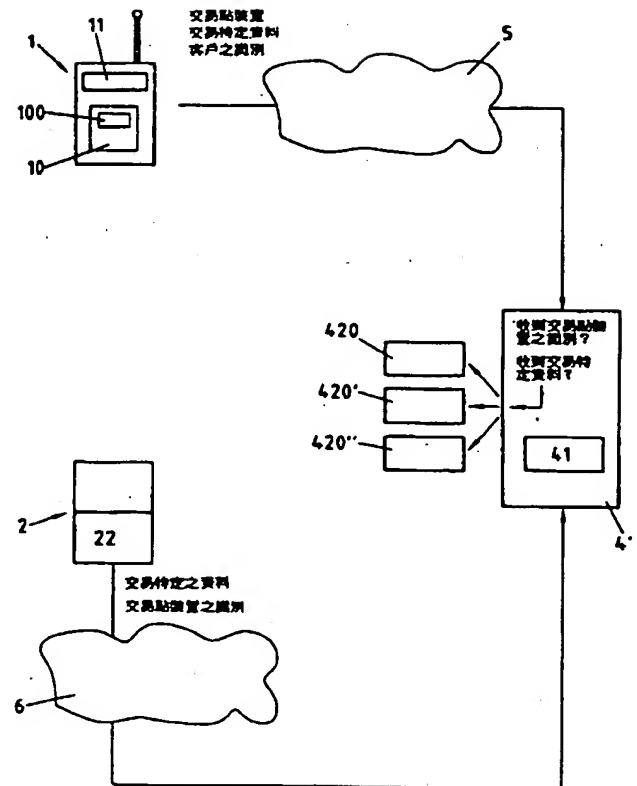 交易點裝置
交易特定資料
客戶之識別
1
11
100
10
5
收到交易點裝
置之識別?
收到交易特
定資料?
420
420'
420''
41
4'
2
22
交易特定之資料
交易點裝置之識別
6